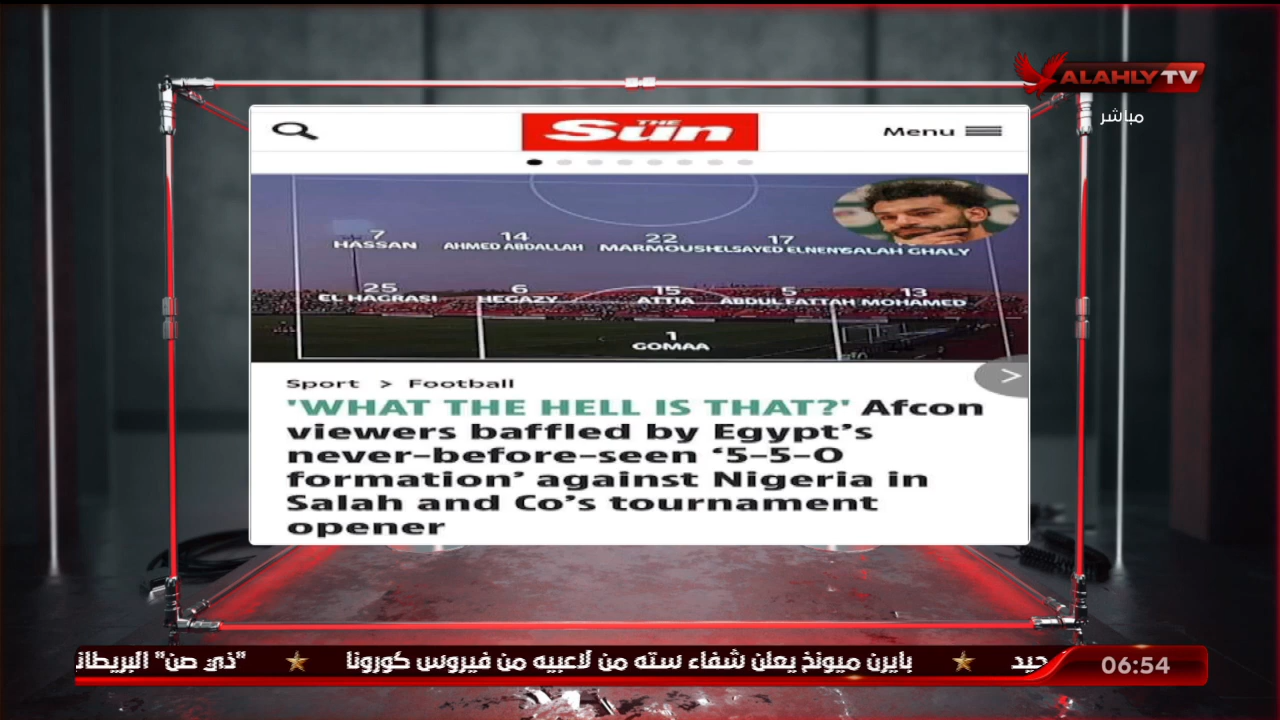 ALAHLY TV
مباشر
THE Sun
Menu
7 14 22 17
HASSAN AHMED ABDALLAH MARMOUSH ELSAYED ELNENY SALAH GHALY
25 6 15 5 13
EL HAGRASI HEGAZY ATTIA ABDUL FATTAH MOHAMED
1
GOMAA
>
Sport > Football
'WHAT THE HELL IS THAT?' Afcon
viewers baffled by Egypt's
never-before-seen ‘5-5-0
formation’ against Nigeria in
Salah and Co’s tournament
opener
حيد ★ بايرن ميونخ يعلن شفاء سته من لاعبيه من فيروس كورونا ★ "ذي صن" البريطان
06:54